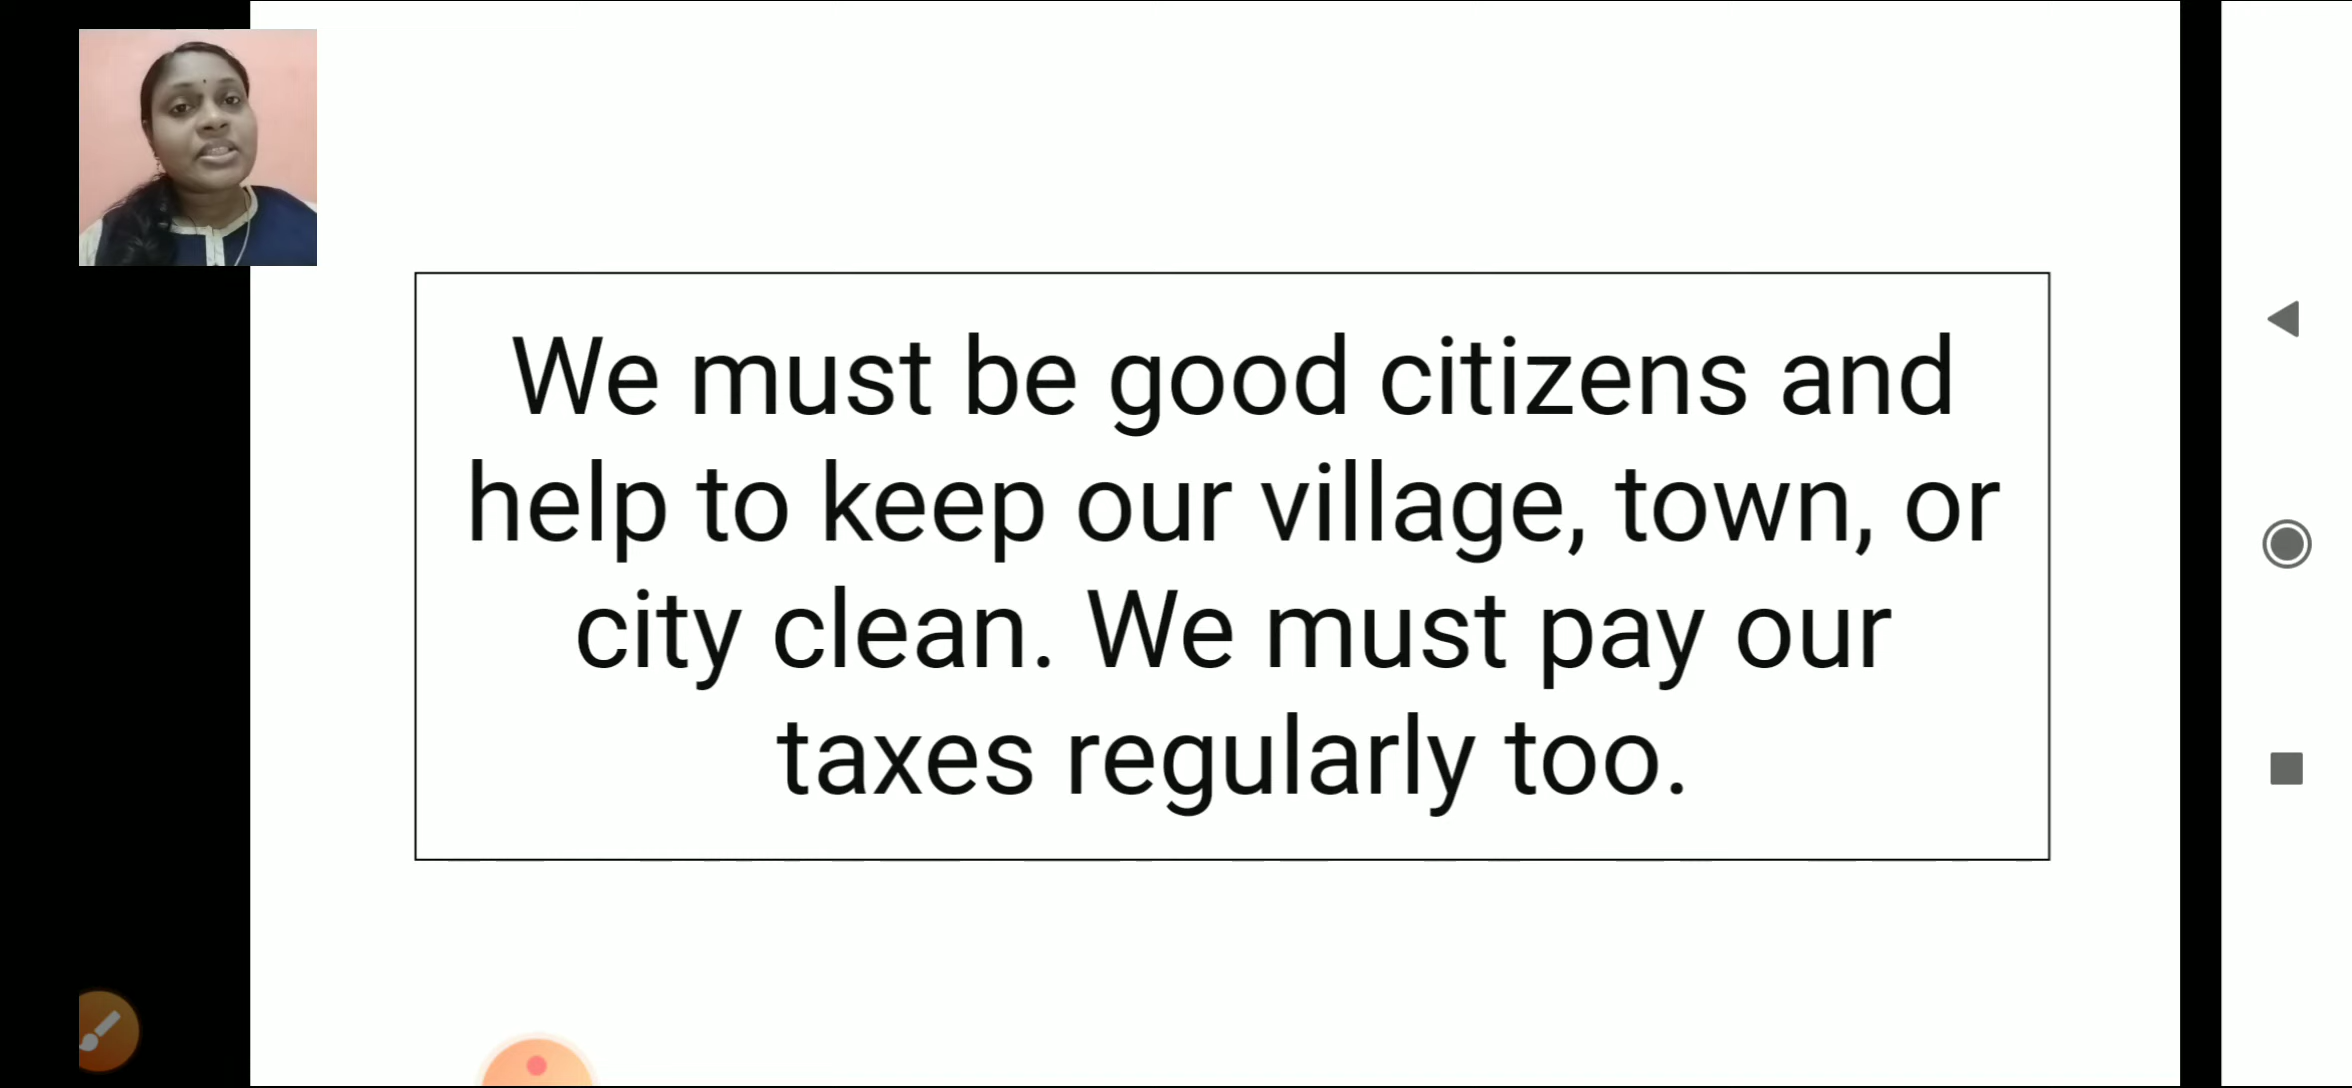 We must be good citizens and
help to keep our village, town, or
city clean. We must pay our
taxes regularly too.